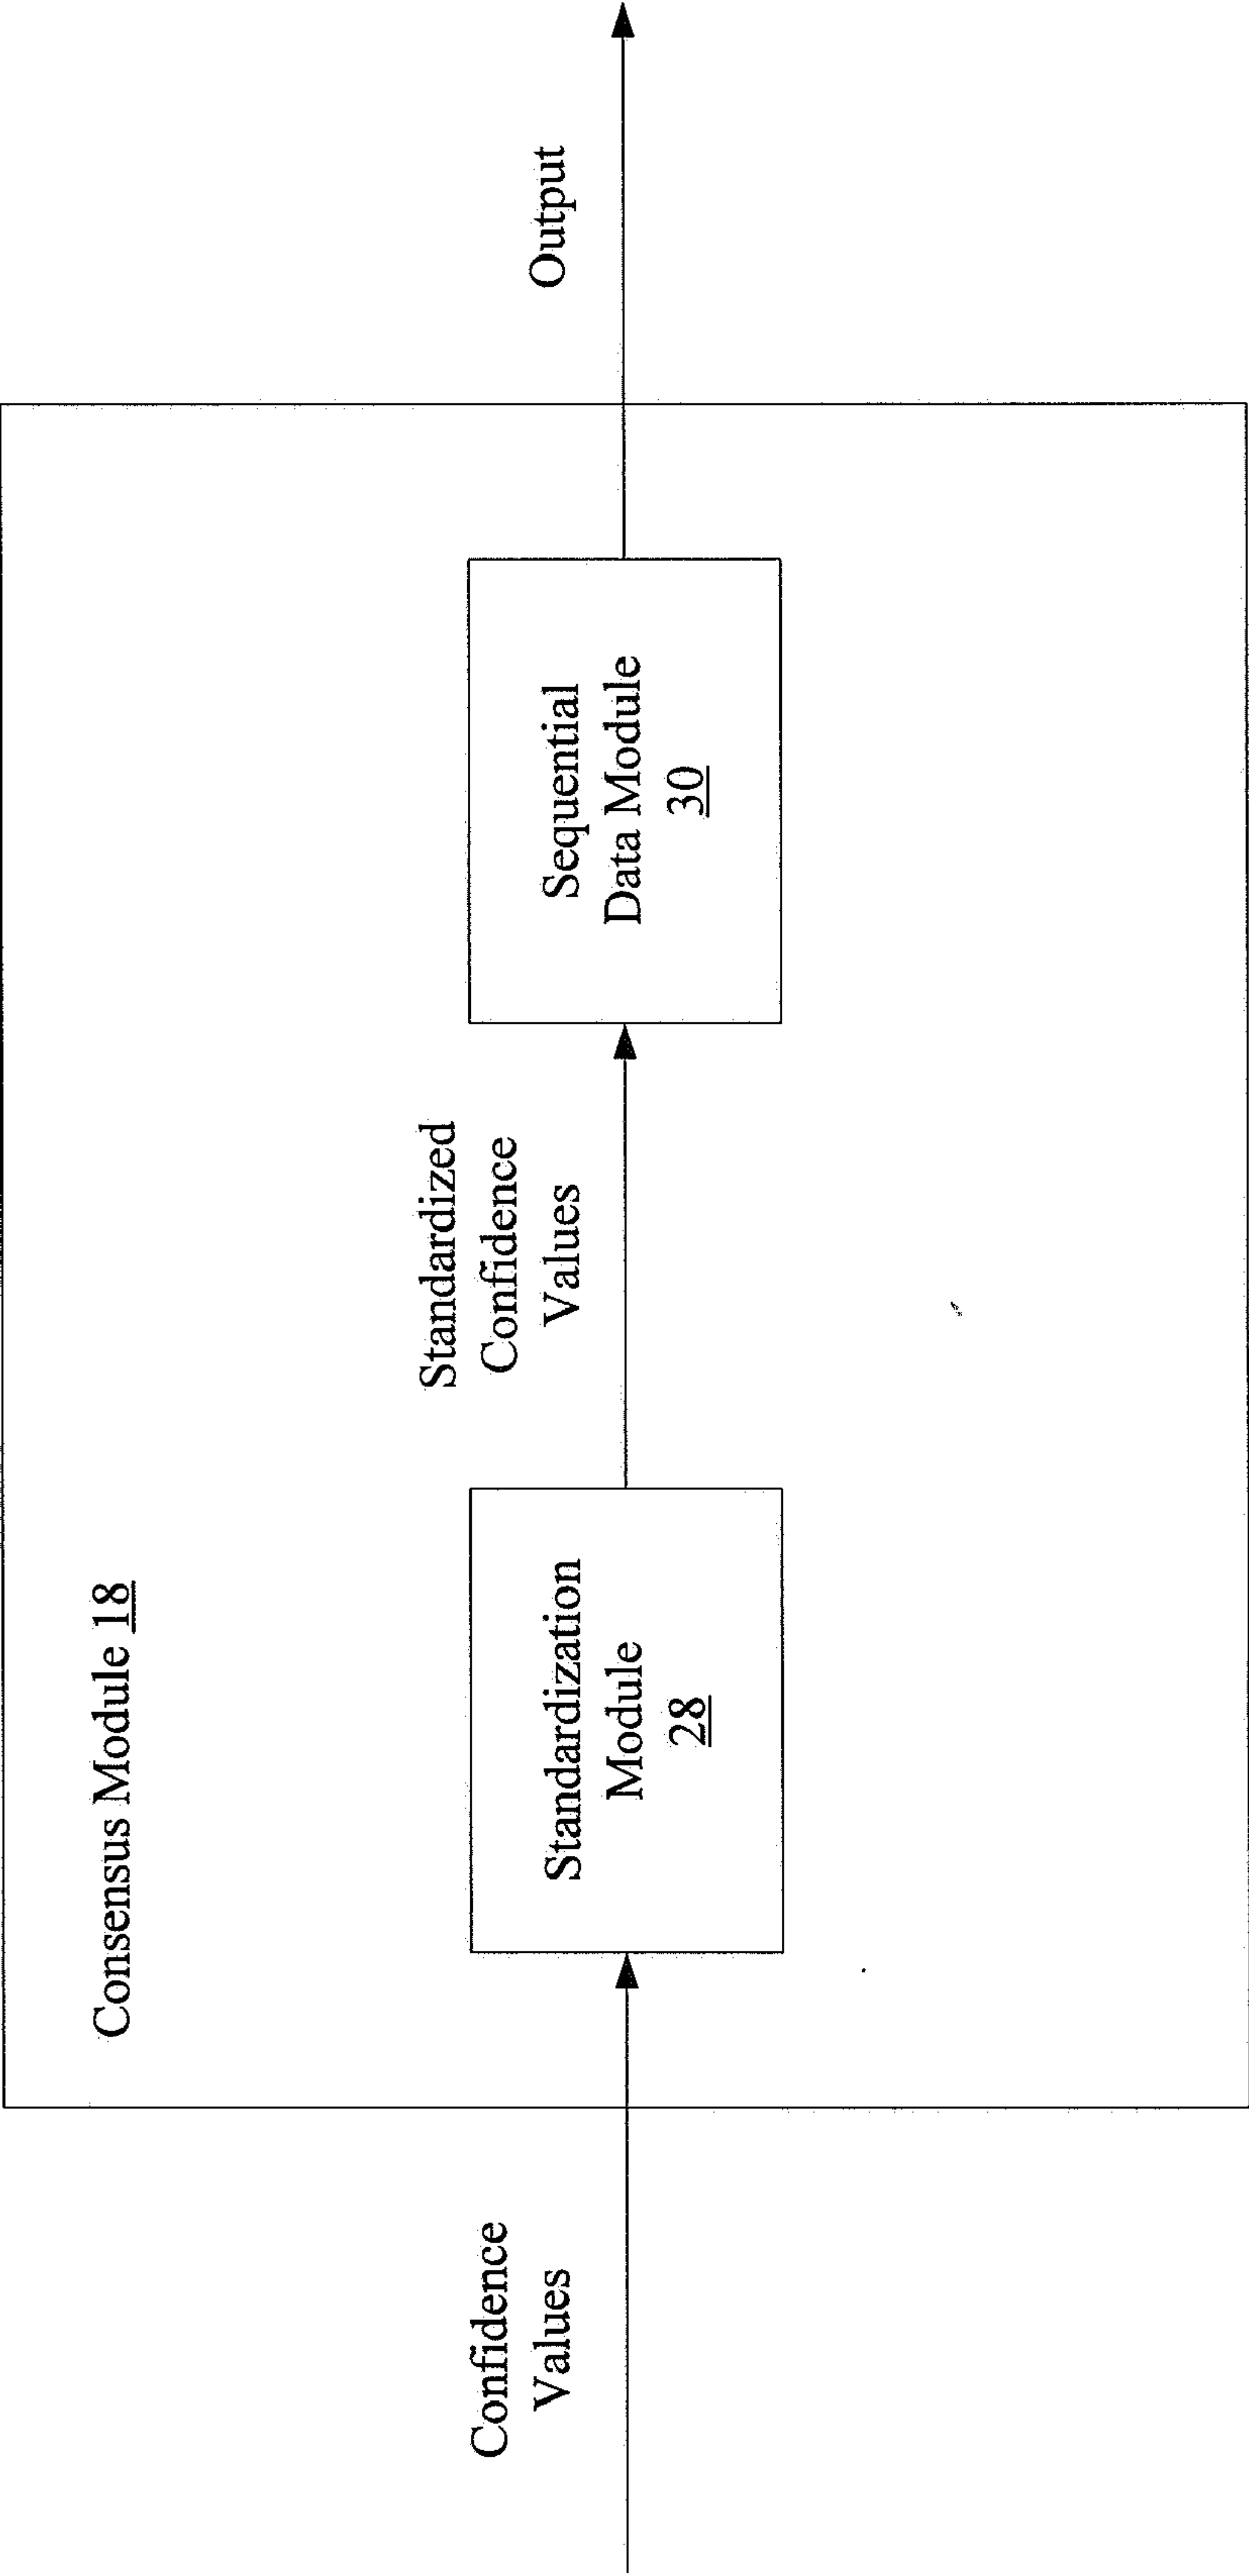 Consensus Module 18
Confidence
Values
Standardization
Module
28
Standardized
Confidence
Values
Sequential
Data Module
30
Output